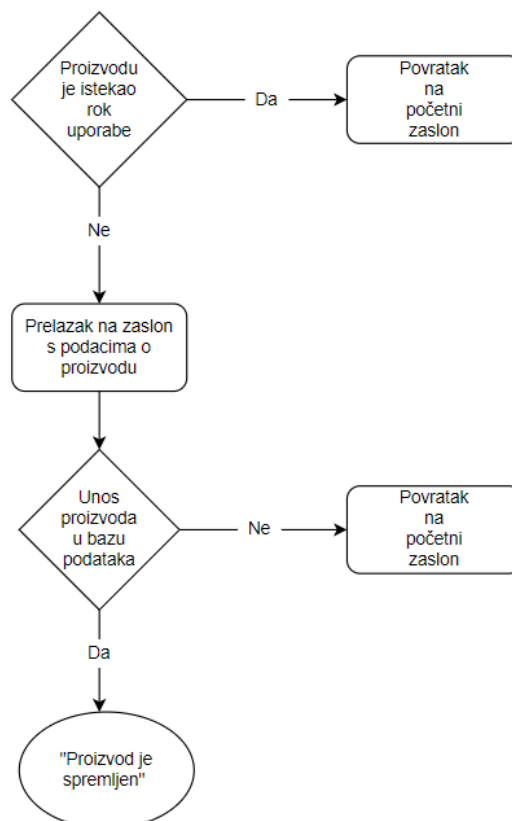 Proizvodu
je istekao
rok
uporabe
Da
Povratak
na
početni
zaslon
Ne
Prelazak na zaslon
s podacima o
proizvodu
Unos
proizvoda
u bazu
podataka
Ne
Povratak
na
početni
zaslon
Da
"Proizvod je
spremljen"